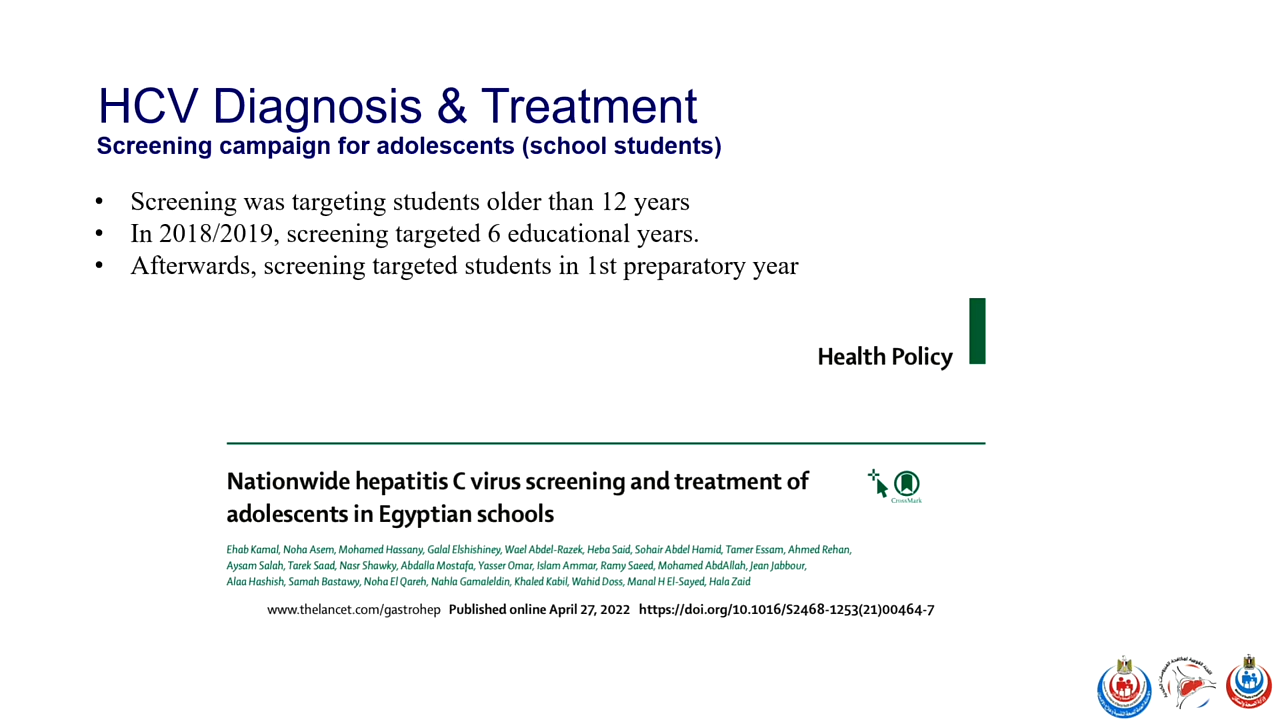 HCV Diagnosis & Treatment
Screening campaign for adolescents (school students)
• Screening was targeting students older than 12 years
• In 2018/2019, screening targeted 6 educational years.
• Afterwards, screening targeted students in 1st preparatory year
Health Policy
Nationwide hepatitis C virus screening and treatment of
adolescents in Egyptian schools
CrossMark
Ehab Kamal, Noha Asem, Mohamed Hassany, Galal Elshishiney, Wael Abdel-Razek, Heba Said, Sohair Abdel Hamid, Tamer Essam, Ahmed Rehan,
Aysam Salah, Tarek Saad, Nasr Shawky, Abdalla Mostafa, Yasser Omar, Islam Ammar, Ramy Saeed, Mohamed AbdAllah, Jean Jabbour,
Alaa Hashish, Samah Bastawy, Noha El Qareh, Nahla Gamaleldin, Khaled Kabil, Wahid Doss, Manal H El-Sayed, Hala Zaid
www.thelancet.com/gastrohep Published online April 27, 2022 https://doi.org/10.1016/S2468-1253(21)00464-7